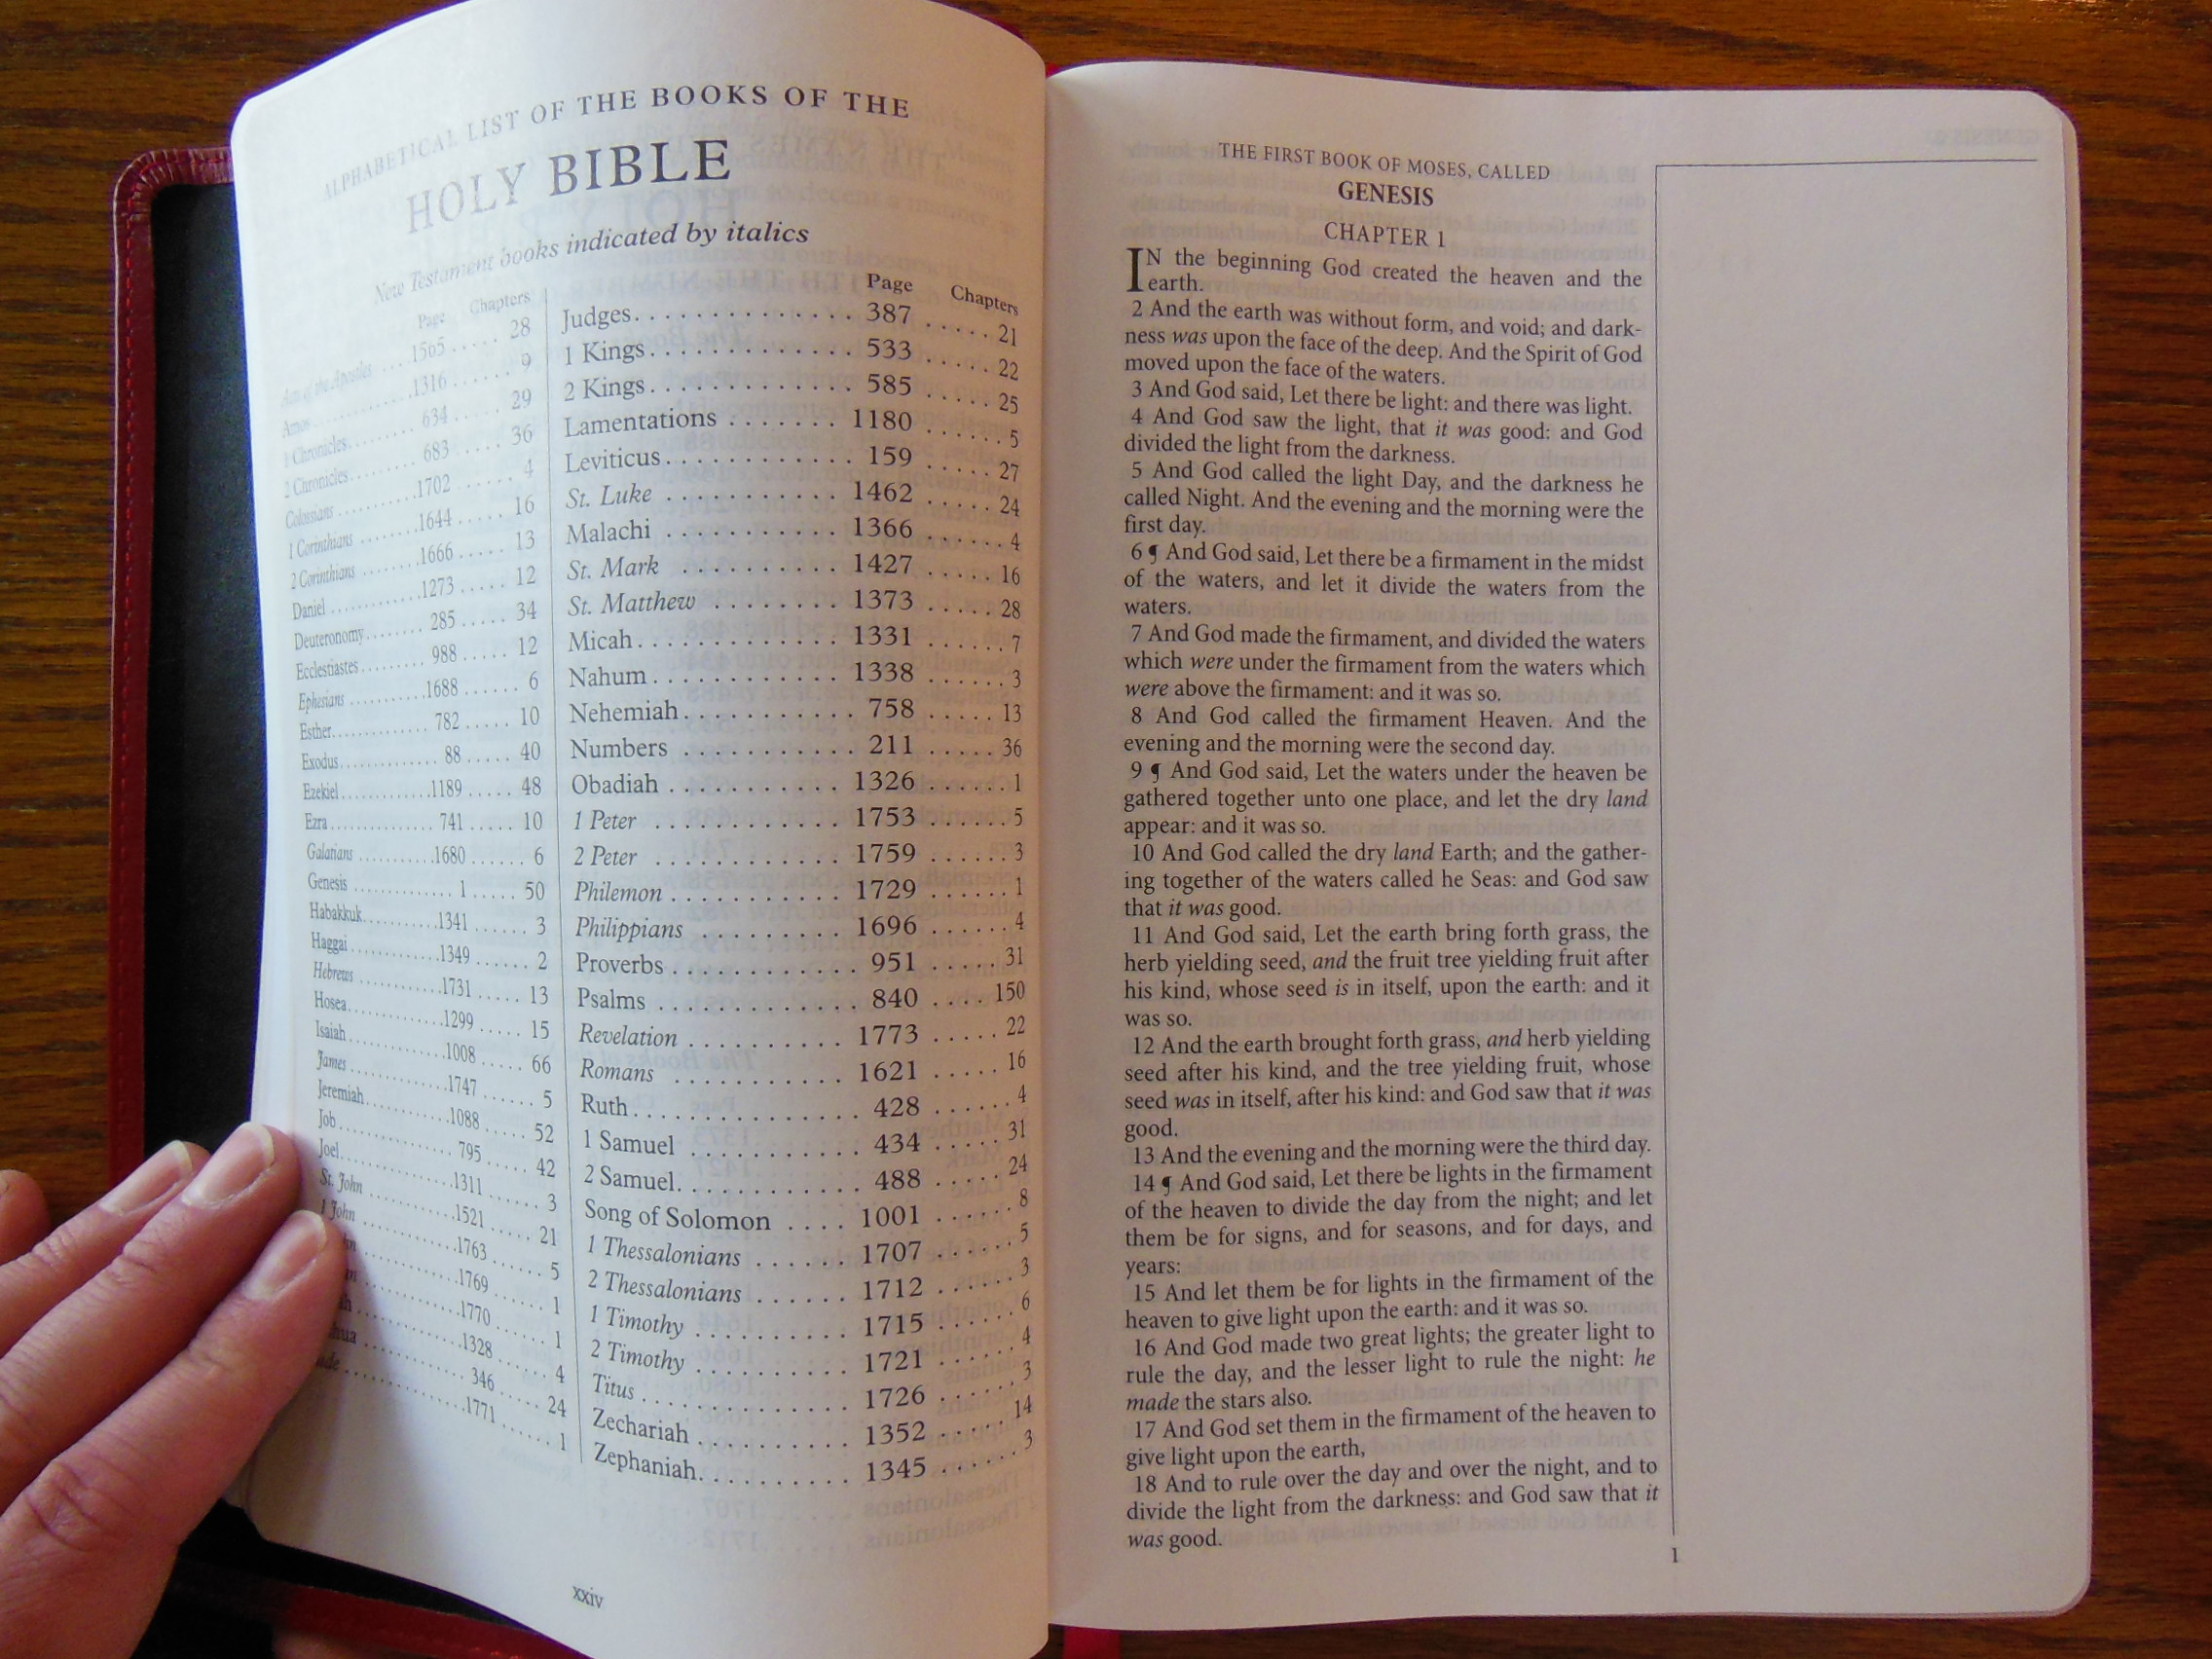 ALPHABETICAL LIST OF THE BOOKS OF THE
HOLY BIBLE
New Testament books indicated by italics
Page Chapters
Acts of the Apostles . . . 1565 . . . . . 28
Amos . . . . . . . . . . . . .1316 . . . . . . 9
1 Chronicles. . . . . . . . . 634 . . . . . 29
2 Chronicles. . . . . . . . . 683 . . . . . 36
Colossians . . . . . . . . . .1702 . . . . . . 4
1 Corinthians . . . . . . . .1644 . . . . . 16
2 Corinthians . . . . . . . .1666 . . . . . 13
Daniel . . . . . . . . . . . . .1273 . . . . . 12
Deuteronomy. . . . . . . . 285 . . . . . 34
Ecclesiastes . . . . . . . . . 988 . . . . . 12
Ephesians . . . . . . . . . . .1688 . . . . . . 6
Esther. . . . . . . . . . . . . . 782 . . . . . 10
Exodus. . . . . . . . . . . . . . 88 . . . . . 40
Ezekiel . . . . . . . . . . . . .1189 . . . . . 48
Ezra . . . . . . . . . . . . . . . 741 . . . . . 10
Galatians . . . . . . . . . . .1680 . . . . . . 6
Genesis . . . . . . . . . . . . . 1 . . . . . 50
Habakkuk. . . . . . . . . . .1341 . . . . . . 3
Haggai . . . . . . . . . . . . .1349 . . . . . . 2
Hebrews . . . . . . . . . . . .1731 . . . . . 13
Hosea. . . . . . . . . . . . . .1299 . . . . . 15
Isaiah . . . . . . . . . . . . . .1008 . . . . . 66
James . . . . . . . . . . . . . .1747 . . . . . . 5
Jeremiah. . . . . . . . . . . .1088 . . . . . 52
Job. . . . . . . . . . . . . . . . 795 . . . . . 42
Joel. . . . . . . . . . . . . . . .1311 . . . . . . 3
St. John . . . . . . . . . . . .1521 . . . . . 21
1 John . . . . . . . . . . . . .1763 . . . . . . 5
hn . . . . . . . . . . . . .1769 . . . . . . 1
n . . . . . . . . . . . . .1770 . . . . . . 1
h . . . . . . . . . . . . .1328 . . . . . . 4
hua . . . . . . . . . . . . 346 . . . . . 24
de . . . . . . . . . . . . .1771 . . . . . . 1
Page Chapters
Judges. . . . . . . . . . . . . . 387 . . . . . 21
1 Kings. . . . . . . . . . . . . 533 . . . . . 22
2 Kings. . . . . . . . . . . . . 585 . . . . . 25
Lamentations . . . . . . . 1180 . . . . . . 5
Leviticus. . . . . . . . . . . . 159 . . . . . 27
St. Luke . . . . . . . . . . . 1462 . . . . . 24
Malachi . . . . . . . . . . . 1366 . . . . . . 4
St. Mark . . . . . . . . . . 1427 . . . . . 16
St. Matthew . . . . . . . . 1373 . . . . . 28
Micah. . . . . . . . . . . . . 1331 . . . . . . 7
Nahum. . . . . . . . . . . . 1338 . . . . . . 3
Nehemiah. . . . . . . . . . . 758 . . . . . 13
Numbers . . . . . . . . . . . 211 . . . . . 36
Obadiah . . . . . . . . . . . 1326 . . . . . . 1
1 Peter . . . . . . . . . . . . 1753 . . . . . . 5
2 Peter . . . . . . . . . . . . 1759 . . . . . . 3
Philemon . . . . . . . . . . . 1729 . . . . . . 1
Philippians . . . . . . . . . 1696 . . . . . . 4
Proverbs . . . . . . . . . . . . 951 . . . . . 31
Psalms . . . . . . . . . . . . . 840 . . . . 150
Revelation . . . . . . . . . . 1773 . . . . . 22
Romans . . . . . . . . . . . 1621 . . . . . 16
Ruth. . . . . . . . . . . . . . . 428 . . . . . . 4
1 Samuel . . . . . . . . . . . 434 . . . . . 31
2 Samuel. . . . . . . . . . . . 488 . . . . . 24
Song of Solomon . . . . 1001 . . . . . . 8
1 Thessalonians . . . . . . 1707 . . . . . . 5
2 Thessalonians . . . . . . 1712 . . . . . . 3
1 Timothy . . . . . . . . . . 1715 . . . . . . 6
2 Timothy . . . . . . . . . . 1721 . . . . . . 4
Titus . . . . . . . . . . . . . 1726 . . . . . . 3
Zechariah . . . . . . . . . . 1352 . . . . . 14
Zephaniah. . . . . . . . . . 1345 . . . . . . 3
xxiv
THE FIRST BOOK OF MOSES, CALLED
GENESIS
CHAPTER 1
IN the beginning God created the heaven and the
earth.
2 And the earth was without form, and void; and dark-
ness was upon the face of the deep. And the Spirit of God
moved upon the face of the waters.
3 And God said, Let there be light: and there was light.
4 And God saw the light, that it was good: and God
divided the light from the darkness.
5 And God called the light Day, and the darkness he
called Night. And the evening and the morning were the
first day.
6 ¶ And God said, Let there be a firmament in the midst
of the waters, and let it divide the waters from the
waters.
7 And God made the firmament, and divided the waters
which were under the firmament from the waters which
were above the firmament: and it was so.
8 And God called the firmament Heaven. And the
evening and the morning were the second day.
9 ¶ And God said, Let the waters under the heaven be
gathered together unto one place, and let the dry land
appear: and it was so.
10 And God called the dry land Earth; and the gather-
ing together of the waters called he Seas: and God saw
that it was good.
11 And God said, Let the earth bring forth grass, the
herb yielding seed, and the fruit tree yielding fruit after
his kind, whose seed is in itself, upon the earth: and it
was so.
12 And the earth brought forth grass, and herb yielding
seed after his kind, and the tree yielding fruit, whose
seed was in itself, after his kind: and God saw that it was
good.
13 And the evening and the morning were the third day.
14 ¶ And God said, Let there be lights in the firmament
of the heaven to divide the day from the night; and let
them be for signs, and for seasons, and for days, and
years:
15 And let them be for lights in the firmament of the
heaven to give light upon the earth: and it was so.
16 And God made two great lights; the greater light to
rule the day, and the lesser light to rule the night: he
made the stars also.
17 And God set them in the firmament of the heaven to
give light upon the earth,
18 And to rule over the day and over the night, and to
divide the light from the darkness: and God saw that it
was good.
1